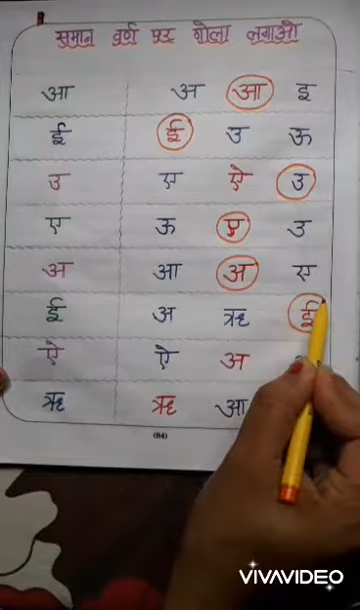 समान वर्ण पर गोला लगाओ
आ अ आ इ
ई ई उ ऊ
उ ए ऐ उ
ए ऊ ए उ
अ आ अ ए
ई अ ऋ ई
ऐ ऐ अ
ऋ ऋ आ
(84)
VIVAVIDEO